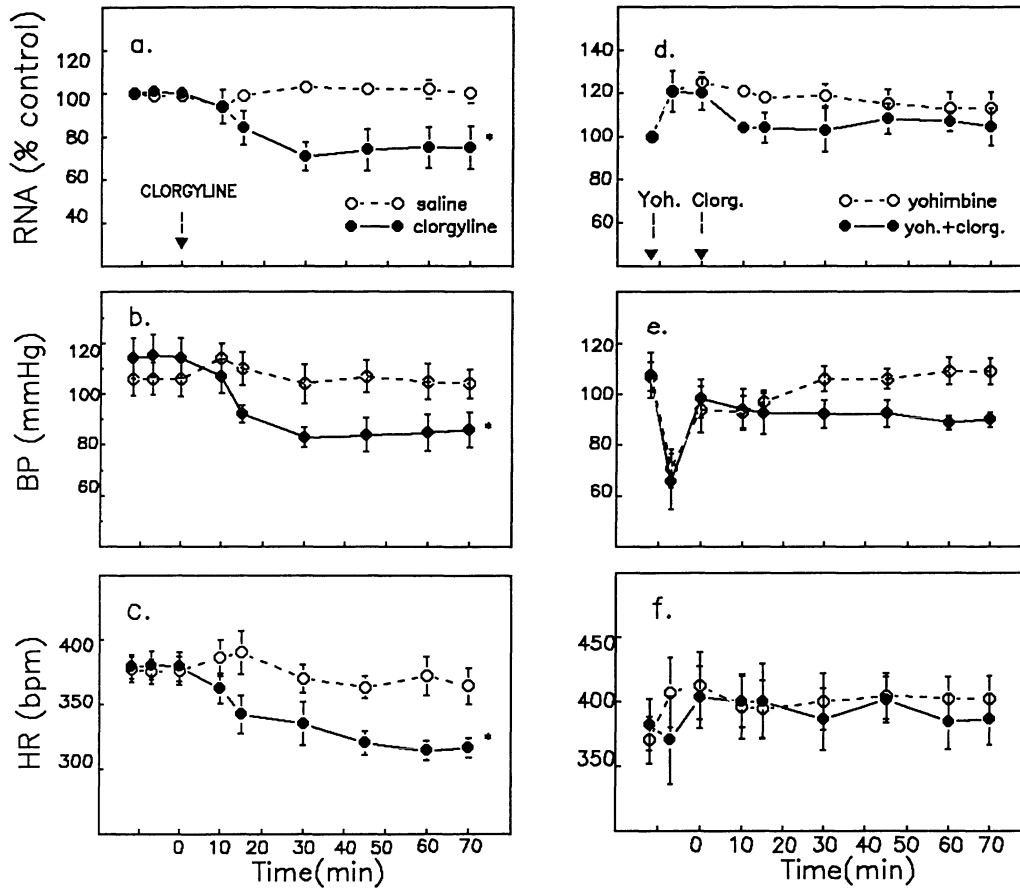 a.
RNA (% control)
120
100
80
60
40
CLORGYLINE
saline
clorgyline
*
d.
140
120
100
80
60
Yoh. Clorg.
yohimbine
yoh.+clorg.
b.
BP (mmHg)
120
100
80
60
*
e.
120
100
80
60
c.
HR (bpm)
400
350
300
*
0 10 20 30 40 50 60 70
Time(min)
f.
450
400
350
0 10 20 30 40 50 60 70
Time(min)